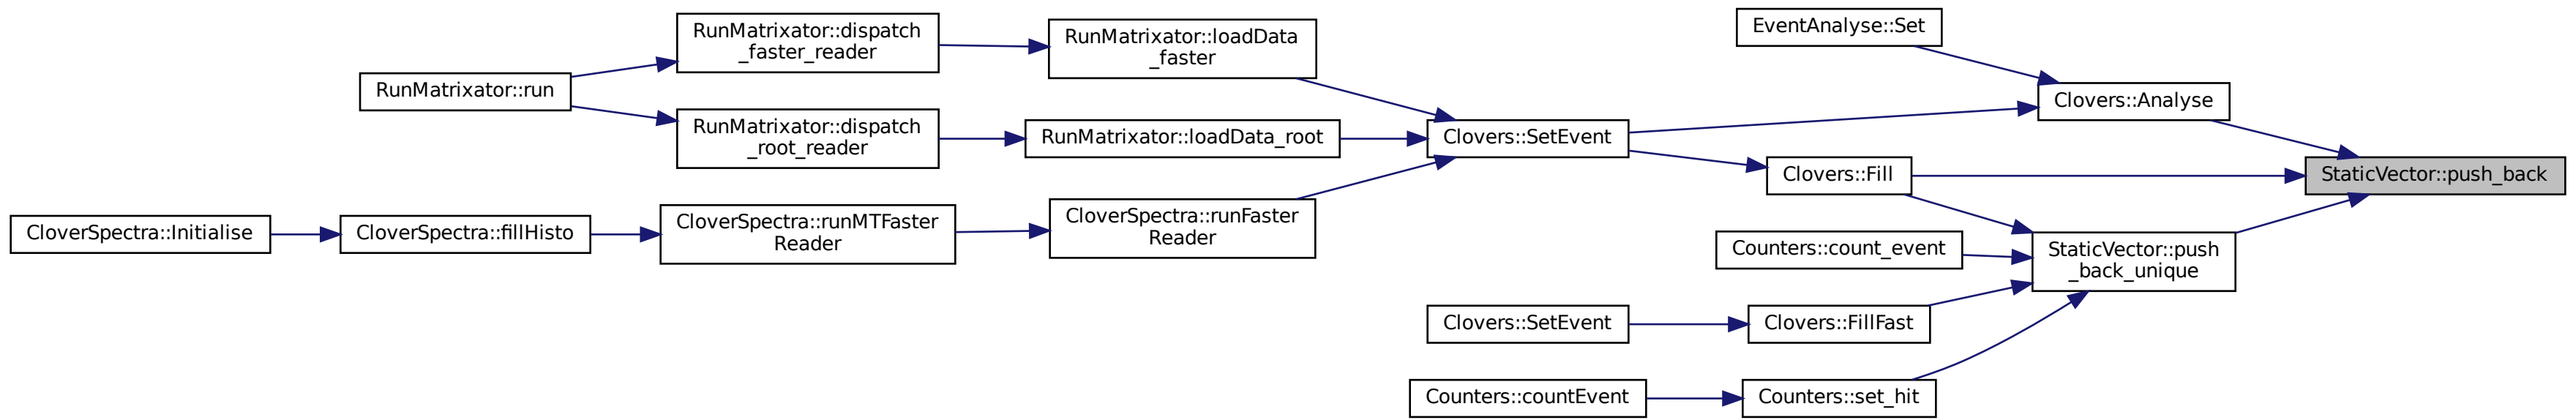 EventAnalyse::Set
RunMatrixator::dispatch
_faster_reader
RunMatrixator::loadData
_faster
RunMatrixator::run
Clovers::Analyse
RunMatrixator::dispatch
_root_reader
RunMatrixator::loadData_root
Clovers::SetEvent
Clovers::Fill
StaticVector::push_back
CloverSpectra::Initialise
CloverSpectra::fillHisto
CloverSpectra::runMTFaster
Reader
CloverSpectra::runFaster
Reader
Counters::count_event
StaticVector::push
_back_unique
Clovers::SetEvent
Clovers::FillFast
Counters::countEvent
Counters::set_hit